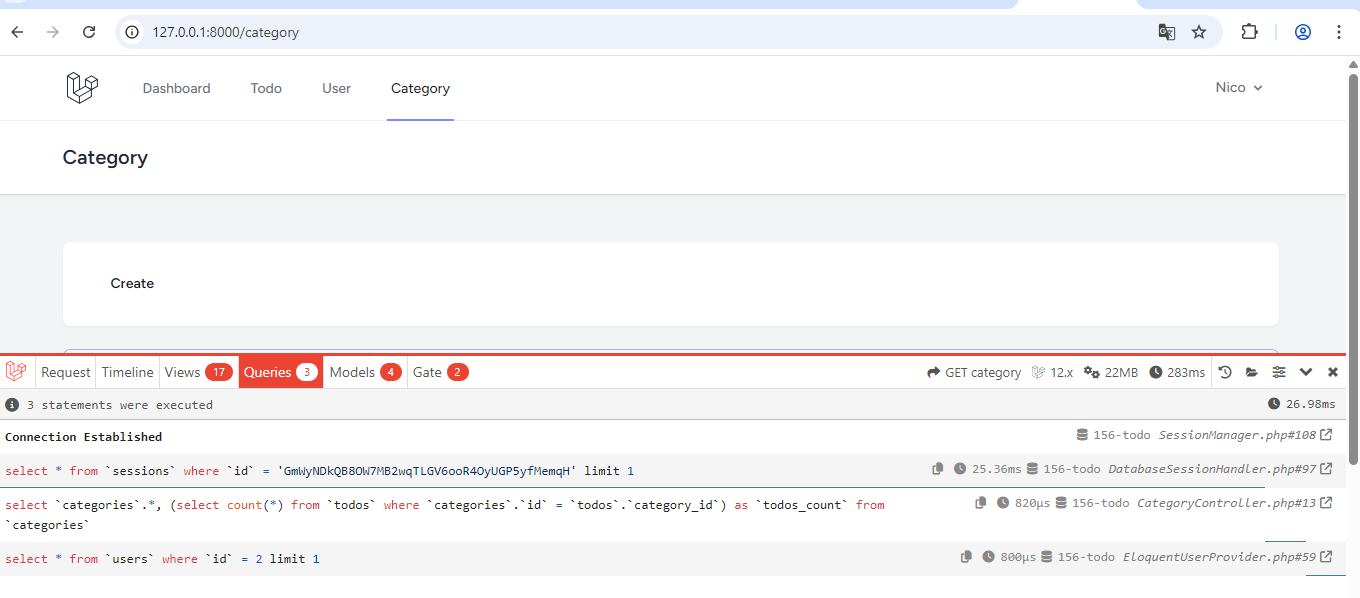 127.0.0.1:8000/category
Dashboard Todo User Category Nico
Category
Create
Request Timeline Views 17 Queries 3 Models 4 Gate 2 GET category 12.x 22MB 283ms
3 statements were executed 26.98ms
Connection Established 156-todo SessionManager.php#108
select * from `sessions` where `id` = 'GmWyNDkQB8OW7MB2wqTLGV6ooR4OyUGP5yfMemqH' limit 1 25.36ms 156-todo DatabaseSessionHandler.php#97
select `categories`.*, (select count(*) from `todos` where `categories`.`id` = `todos`.`category_id`) as `todos_count` from 820μs 156-todo CategoryController.php#13
`categories`
select * from `users` where `id` = 2 limit 1 800μs 156-todo EloquentUserProvider.php#59